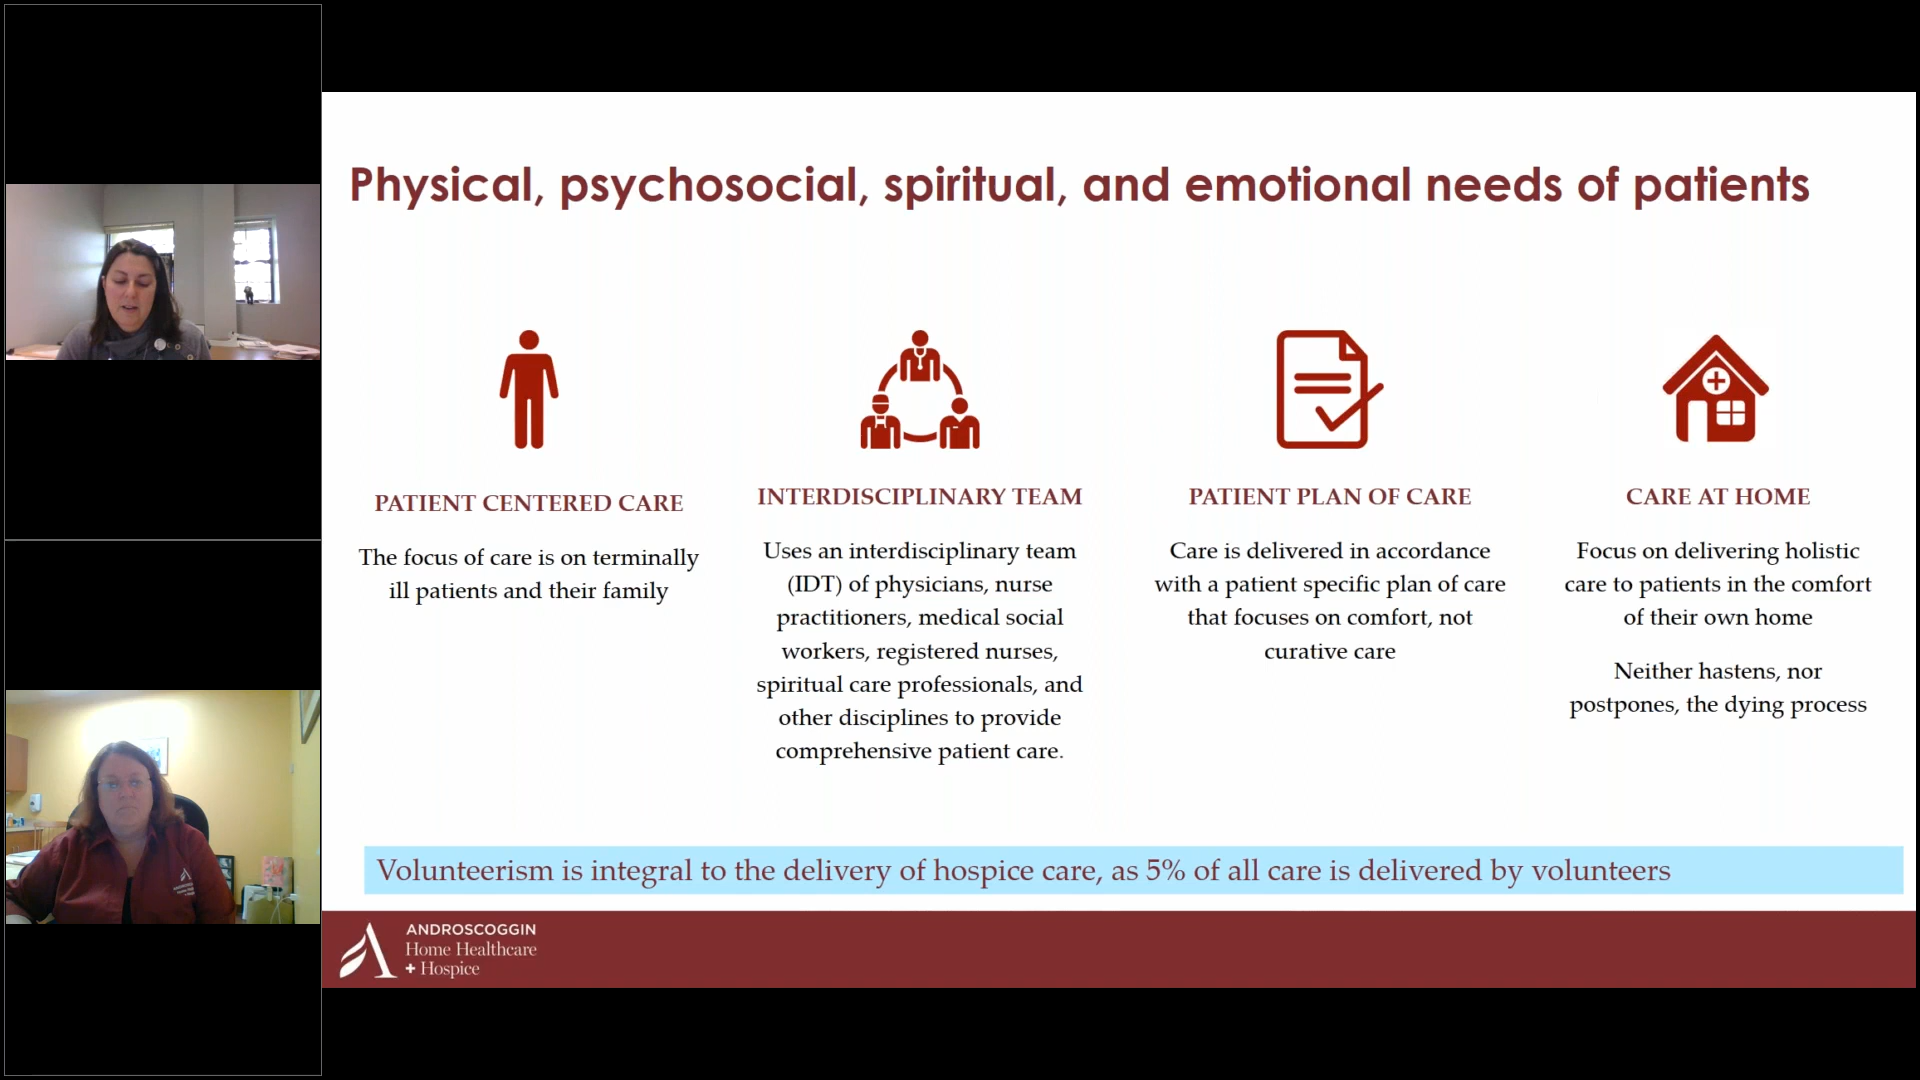 Physical, psychosocial, spiritual, and emotional needs of patients
PATIENT CENTERED CARE
The focus of care is on terminally
ill patients and their family
INTERDISCIPLINARY TEAM
Uses an interdisciplinary team
(IDT) of physicians, nurse
practitioners, medical social
workers, registered nurses,
spiritual care professionals, and
other disciplines to provide
comprehensive patient care.
PATIENT PLAN OF CARE
Care is delivered in accordance
with a patient specific plan of care
that focuses on comfort, not
curative care
CARE AT HOME
Focus on delivering holistic
care to patients in the comfort
of their own home
Neither hastens, nor
postpones, the dying process
Volunteerism is integral to the delivery of hospice care, as 5% of all care is delivered by volunteers
ANDROSCOGGIN
Home Healthcare
+ Hospice